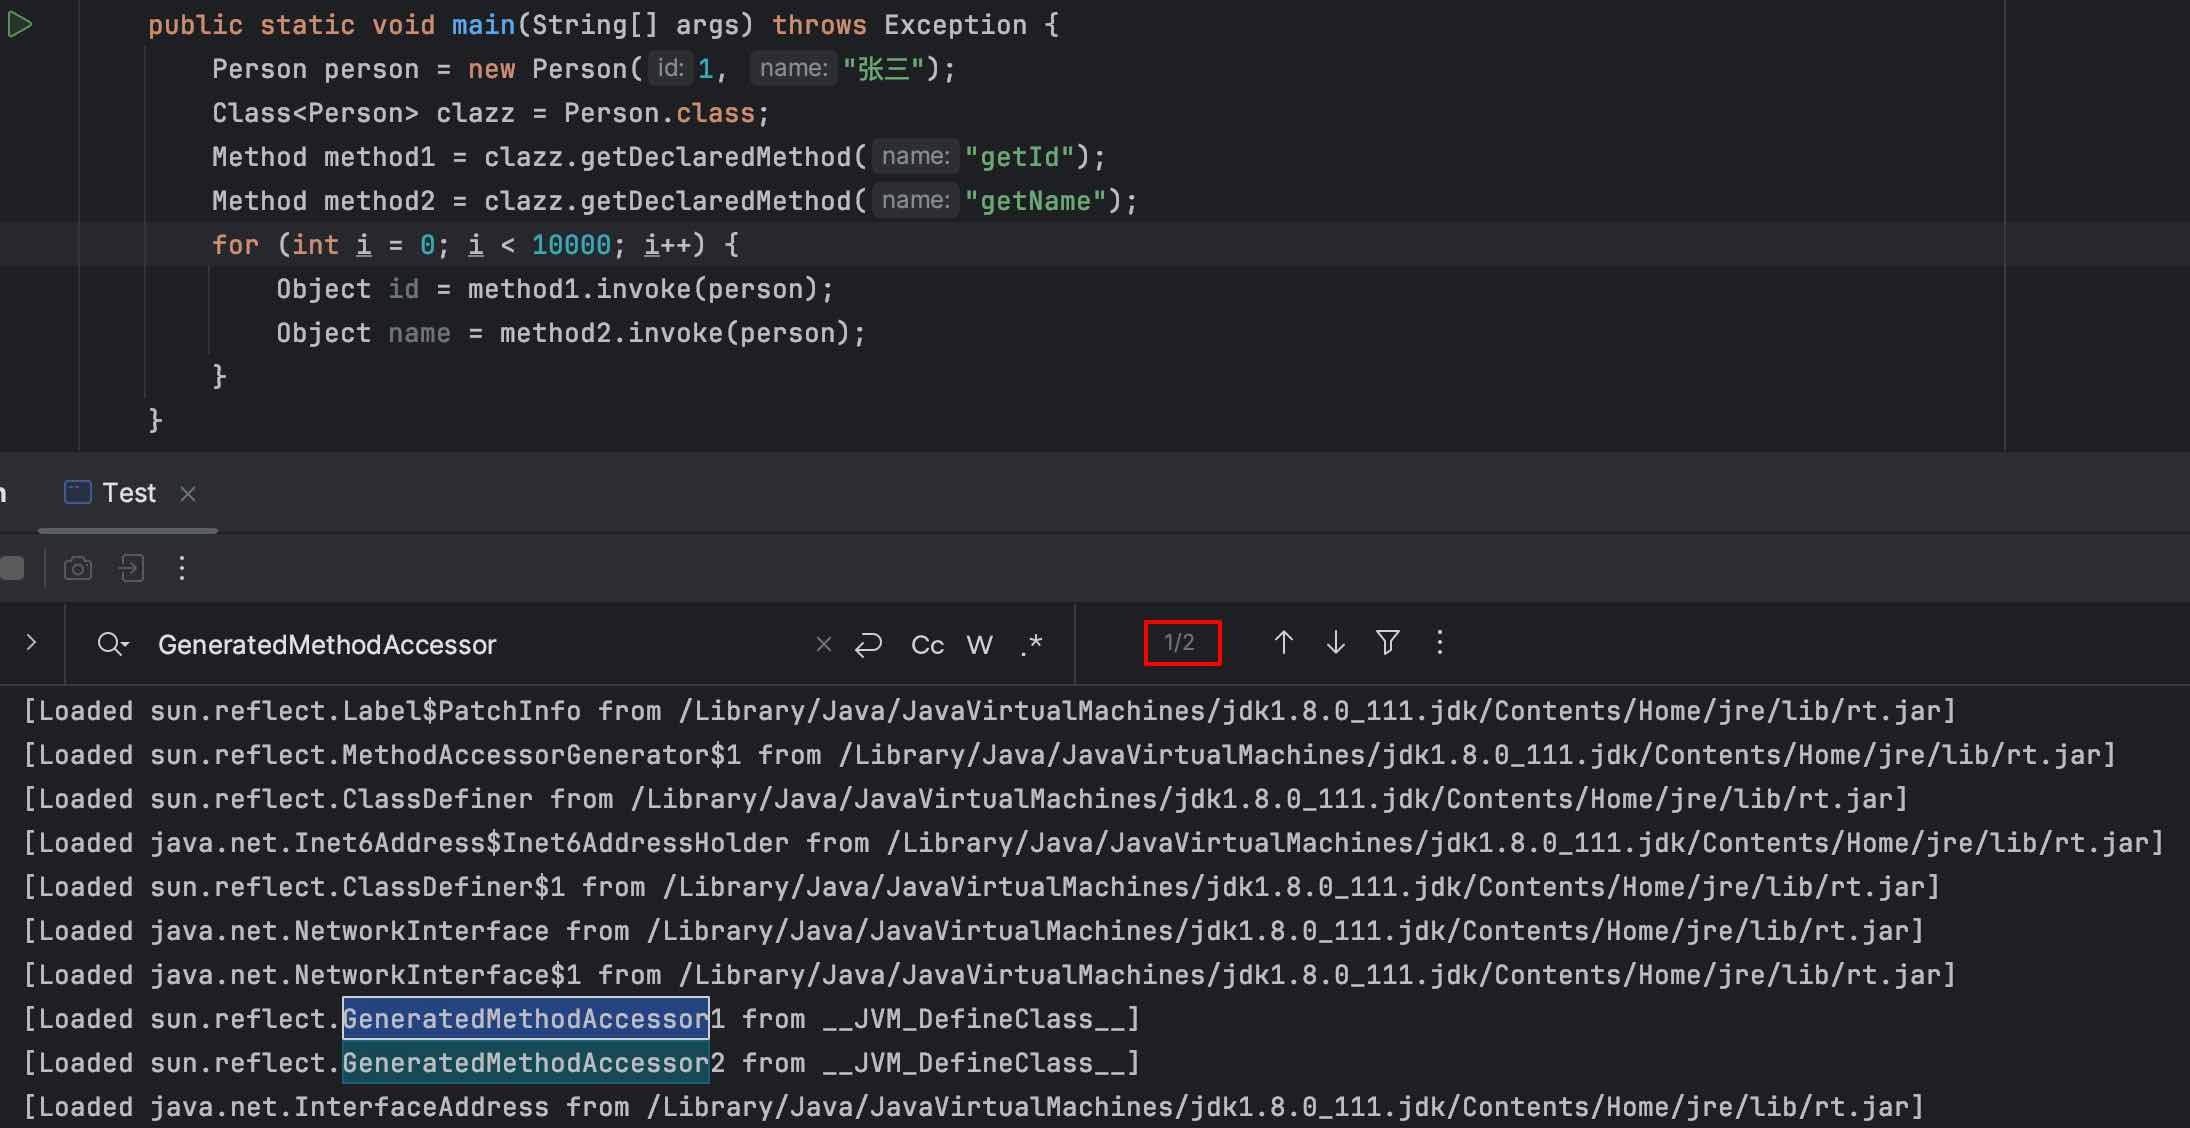 public static void main(String[] args) throws Exception {
Person person = new Person( id: 1, name: "张三");
Class<Person> clazz = Person.class;
Method method1 = clazz.getDeclaredMethod( name: "getId");
Method method2 = clazz.getDeclaredMethod( name: "getName");
for (int i = 0; i < 10000; i++) {
Object id = method1.invoke(person);
Object name = method2.invoke(person);
}
}
Test
GeneratedMethodAccessor Cc W .* 1/2
[Loaded sun.reflect.Label$PatchInfo from /Library/Java/JavaVirtualMachines/jdk1.8.0_111.jdk/Contents/Home/jre/lib/rt.jar]
[Loaded sun.reflect.MethodAccessorGenerator$1 from /Library/Java/JavaVirtualMachines/jdk1.8.0_111.jdk/Contents/Home/jre/lib/rt.jar]
[Loaded sun.reflect.ClassDefiner from /Library/Java/JavaVirtualMachines/jdk1.8.0_111.jdk/Contents/Home/jre/lib/rt.jar]
[Loaded java.net.Inet6Address$Inet6AddressHolder from /Library/Java/JavaVirtualMachines/jdk1.8.0_111.jdk/Contents/Home/jre/lib/rt.jar]
[Loaded sun.reflect.ClassDefiner$1 from /Library/Java/JavaVirtualMachines/jdk1.8.0_111.jdk/Contents/Home/jre/lib/rt.jar]
[Loaded java.net.NetworkInterface from /Library/Java/JavaVirtualMachines/jdk1.8.0_111.jdk/Contents/Home/jre/lib/rt.jar]
[Loaded java.net.NetworkInterface$1 from /Library/Java/JavaVirtualMachines/jdk1.8.0_111.jdk/Contents/Home/jre/lib/rt.jar]
[Loaded sun.reflect.GeneratedMethodAccessor1 from __JVM_DefineClass__]
[Loaded sun.reflect.GeneratedMethodAccessor2 from __JVM_DefineClass__]
[Loaded java.net.InterfaceAddress from /Library/Java/JavaVirtualMachines/jdk1.8.0_111.jdk/Contents/Home/jre/lib/rt.jar]